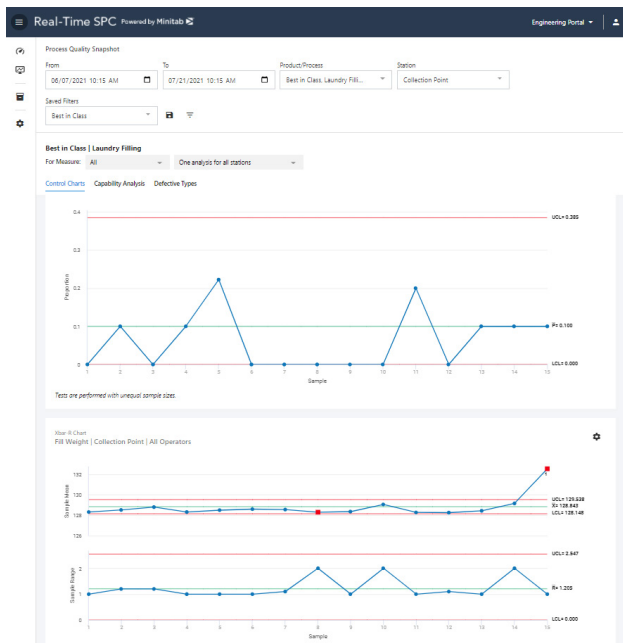 Real-Time SPC Powered by Minitab
Engineering Portal
Process Quality Snapshot
From
To
Product/Process
Station
06/07/2021 10:15 AM
07/21/2021 10:15 AM
Best in Class, Laundry Filli...
Collection Point
Saved Filters
Best in Class
Best in Class | Laundry Filling
For Measure:
All
One analysis for all stations
Control Charts
Capability Analysis
Defective Types
0.4
UCL= 0.385
0.3
Proportion
0.2
0.1
P̄= 0.100
0
LCL= 0.000
1 2 3 4 5 6 7 8 9 10 11 12 13 14 15
Sample
Tests are performed with unequal sample sizes.
Xbar-R Chart
Fill Weight | Collection Point | All Operators
132
1
Sample Mean
130
UCL= 129.538
X̿= 128.843
128
LCL= 128.148
126
UCL= 2.547
Sample Range
2
1
R̄= 1.200
0
LCL= 0.000
1 2 3 4 5 6 7 8 9 10 11 12 13 14 15
Sample